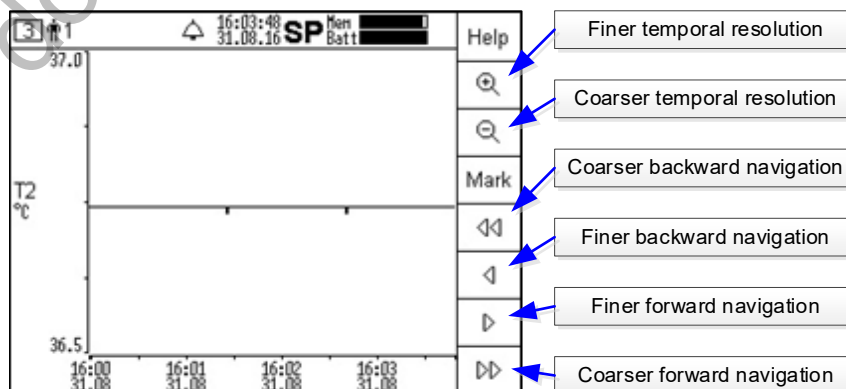 3 1 16:03:48 SP Mem
31.08.16 Batt
Help
Finer temporal resolution
37.0
Coarser temporal resolution
Mark
Coarser backward navigation
T2
°C
Finer backward navigation
Finer forward navigation
36.5
16:00 16:01 16:02 16:03
31.08 31.08 31.08 31.08
Coarser forward navigation